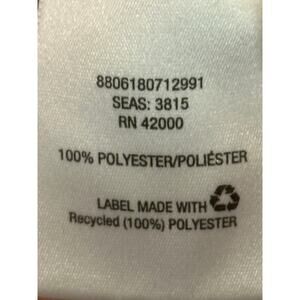 8806180712991
SEAS: 3815
RN 42000
100% POLYESTER/POLIÉSTER
LABEL MADE WITH
Recycled (100%) POLYESTER